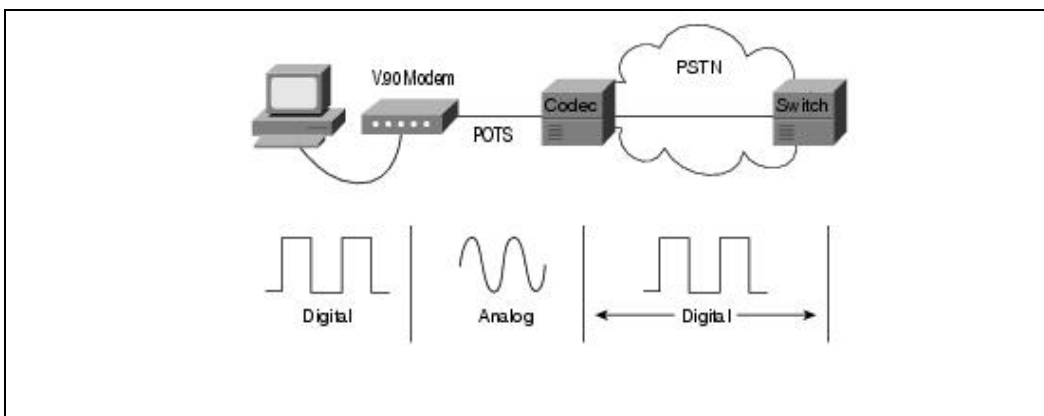 PSTN
V.90 Modem
Codec
Switch
POTS
Digital
Analog
Digital